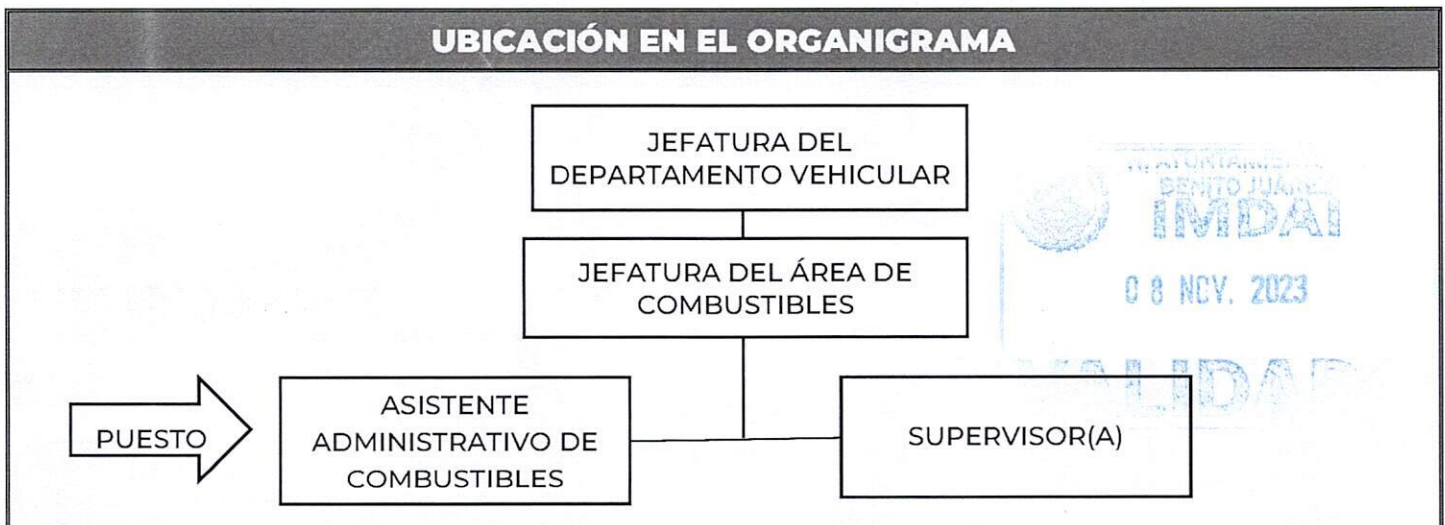 UBICACIÓN EN EL ORGANIGRAMA
JEFATURA DEL
DEPARTAMENTO VEHICULAR
BENITO JUÁREZ
IMDAI
JEFATURA DEL ÁREA DE
COMBUSTIBLES
08 NOV. 2023
PUESTO
ASISTENTE
ADMINISTRATIVO DE
COMBUSTIBLES
SUPERVISOR(A)